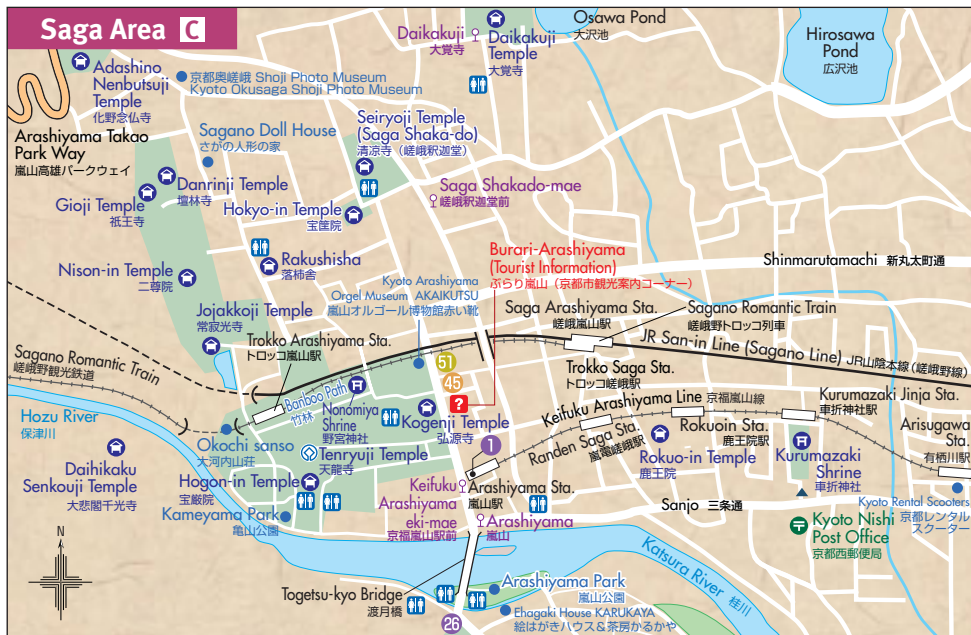 Saga Area C
Daikakuji
大覚寺
Daikakuji
Temple
大覚寺
Osawa Pond
大沢池
Hirosawa
Pond
広沢池
Adashino
Nenbutsuji
Temple
化野念仏寺
京都奥嵯峨 Shoji Photo Museum
Kyoto Okusaga Shoji Photo Museum
Arashiyama Takao
Park Way
嵐山高雄パークウェイ
Sagano Doll House
さがの人形の家
Seiryoji Temple
(Saga Shaka-do)
清凉寺（嵯峨釈迦堂）
Danrinji Temple
壇林寺
Gioji Temple
祇王寺
Hokyo-in Temple
宝筐院
Saga Shakado-mae
嵯峨釈迦堂前
Rakushisha
落柿舎
Nison-in Temple
二尊院
Burari-Arashiyama
(Tourist Information)
ぶらり嵐山（京都市観光案内コーナー）
Shinmarutamachi 新丸太町通
Kyoto Arashiyama
Orgel Museum AKAIKUTSU
嵐山オルゴール博物館赤い靴
Jojakkoji Temple
常寂光寺
Saga Arashiyama Sta.
嵯峨嵐山駅
Sagano Romantic Train
嵯峨野トロッコ列車
Trokko Arashiyama Sta.
トロッコ嵐山駅
JR San-in Line (Sagano Line) JR山陰本線（嵯峨野線）
Sagano Romantic Train
嵯峨野観光鉄道
51
45
?
Trokko Saga Sta.
トロッコ嵯峨駅
Banboo Path
竹林
Nonomiya
Shrine
野宮神社
Kogenji Temple
弘源寺
Keifuku Arashiyama Line 京福嵐山線
Kurumazaki Jinja Sta.
車折神社駅
Hozu River
保津川
Okochi sanso
大河内山荘
Tenryuji Temple
天龍寺
1
Randen Saga Sta.
嵐電嵯峨駅
Rokuoin Sta.
鹿王院駅
Arisugawa
Sta.
有栖川駅
Daihikaku
Senkouji Temple
大悲閣千光寺
Hogon-in Temple
宝厳院
Rokuo-in Temple
鹿王院
Kurumazaki
Shrine
車折神社
Keifuku
Arashiyama
eki-mae
京福嵐山駅前
Arashiyama Sta.
嵐山駅
Kameyama Park
亀山公園
Sanjo 三条通
Kyoto Rental Scooters
京都レンタル
スクーター
Arashiyama
嵐山
〒
Kyoto Nishi
Post Office
京都西郵便局
N
Katsura River 桂川
Togetsu-kyo Bridge
渡月橋
Arashiyama Park
嵐山公園
26
Ehagaki House KARUKAYA
絵はがきハウス＆茶房かるかや